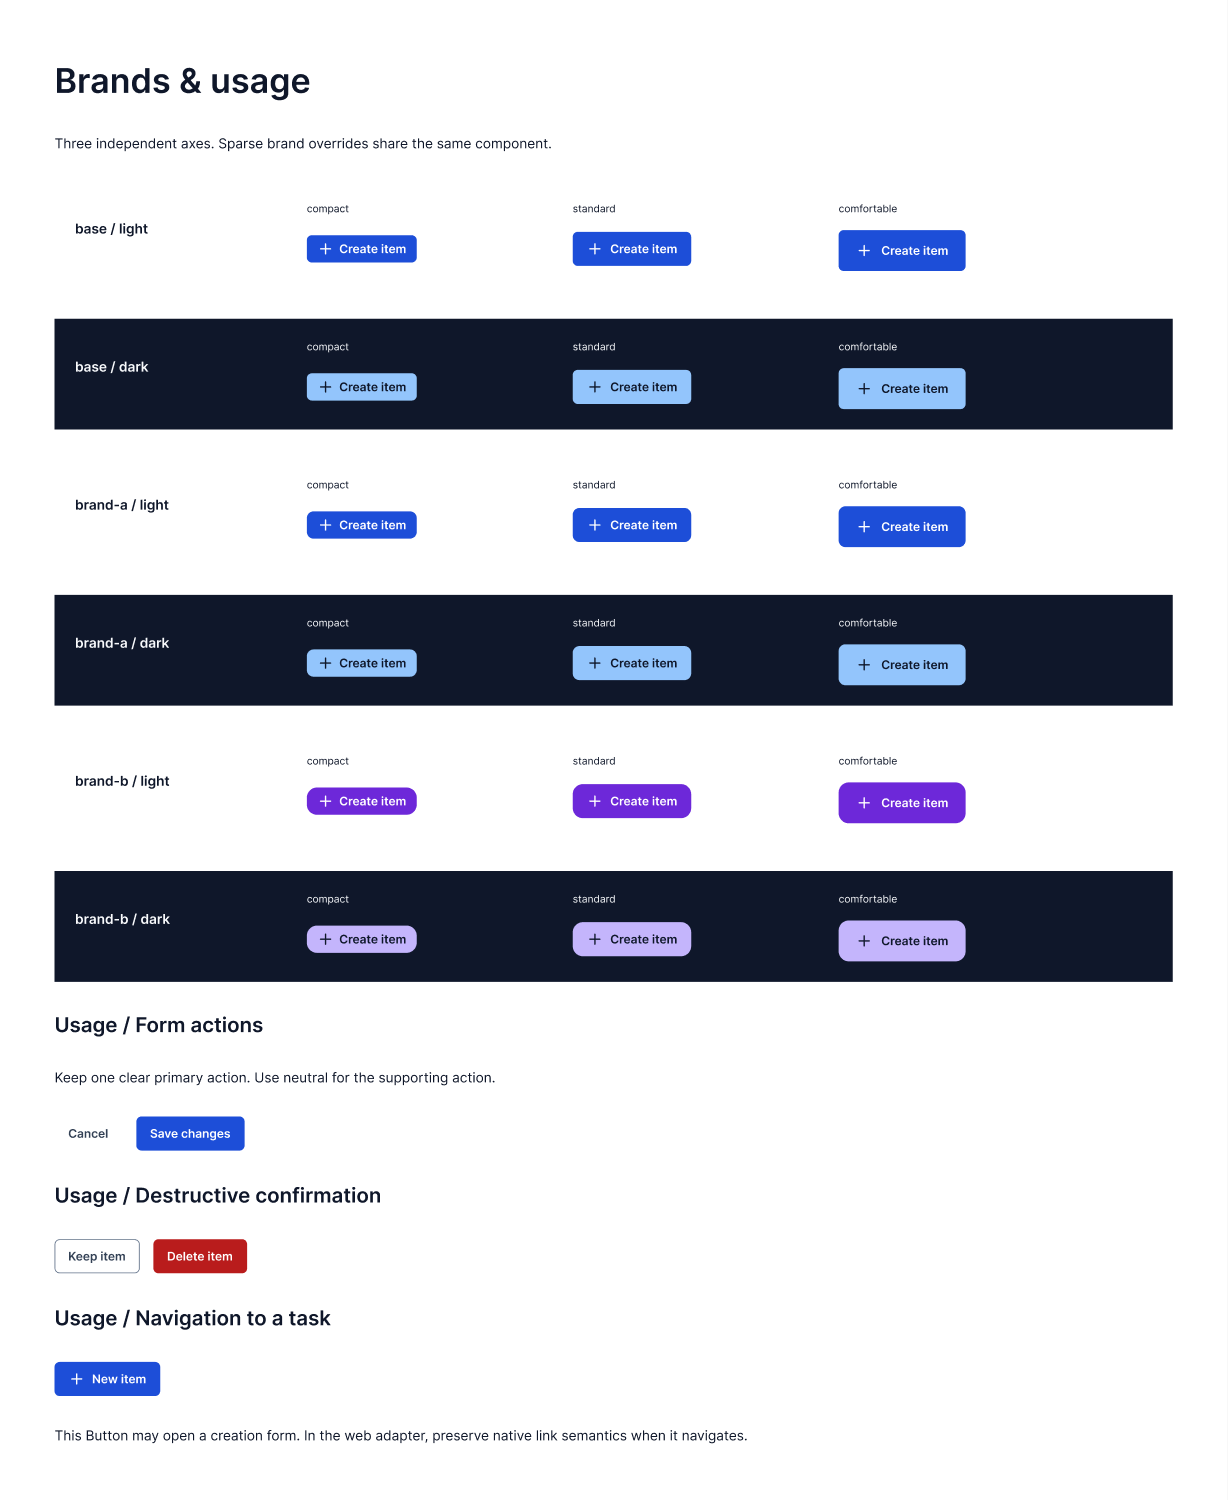 Brands & usage
Three independent axes. Sparse brand overrides share the same component.
compact
standard
comfortable
base / light
Create item
Create item
Create item
compact
standard
comfortable
base / dark
Create item
Create item
Create item
compact
standard
comfortable
brand-a / light
Create item
Create item
Create item
compact
standard
comfortable
brand-a / dark
Create item
Create item
Create item
compact
standard
comfortable
brand-b / light
Create item
Create item
Create item
compact
standard
comfortable
brand-b / dark
Create item
Create item
Create item
Usage / Form actions
Keep one clear primary action. Use neutral for the supporting action.
Cancel
Save changes
Usage / Destructive confirmation
Keep item
Delete item
Usage / Navigation to a task
New item
This Button may open a creation form. In the web adapter, preserve native link semantics when it navigates.